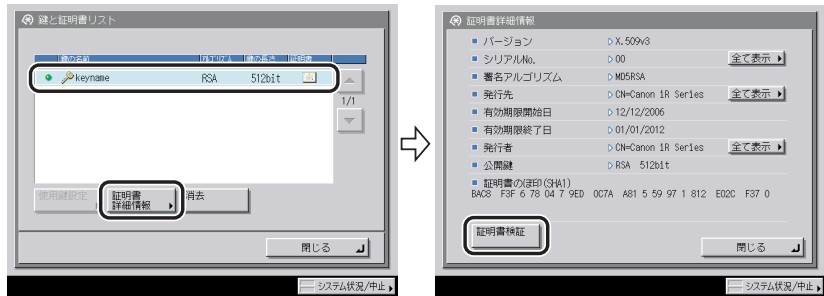 鍵と証明書リスト
鍵の名前 アルゴリズム 鍵の長さ 証明書
keyname RSA 512bit
1/1
使用鍵設定 証明書詳細情報 消去
閉じる
システム状況/中止
証明書詳細情報
バージョン X.509v3
シリアルNo. 00 全て表示
署名アルゴリズム MD5RSA
発行先 CN=Canon iR Series 全て表示
有効期限開始日 12/12/2006
有効期限終了日 01/01/2012
発行者 CN=Canon iR Series 全て表示
公開鍵 RSA 512bit
証明書の拇印(SHA1)
BAC8 F3F 6 78 04 7 9ED 0C7A A81 5 59 97 1 812 E02C F37 0
証明書検証
閉じる
システム状況/中止